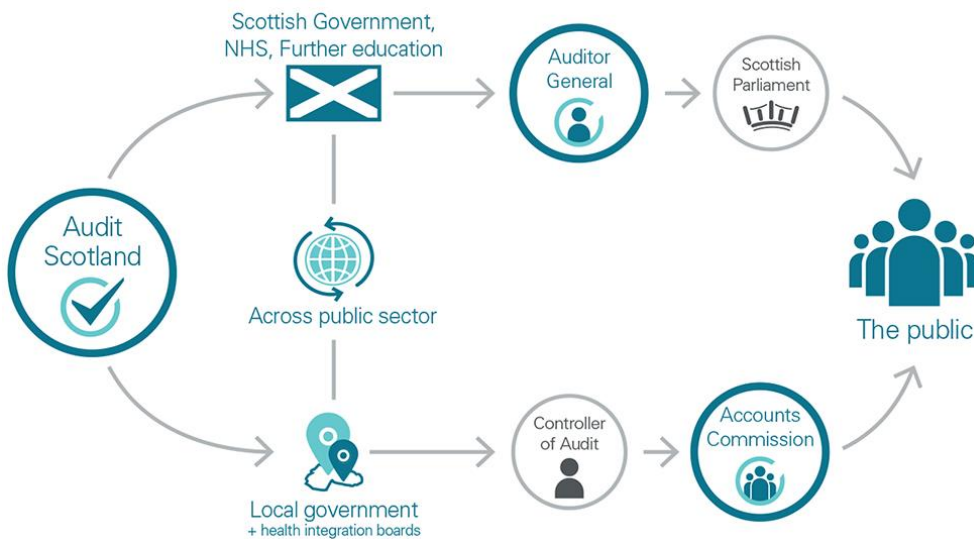 Scottish Government,
NHS, Further education
Auditor
General
Scottish
Parliament
Audit
Scotland
Across public sector
The public
Local government
+ health integration boards
Controller
of Audit
Accounts
Commission